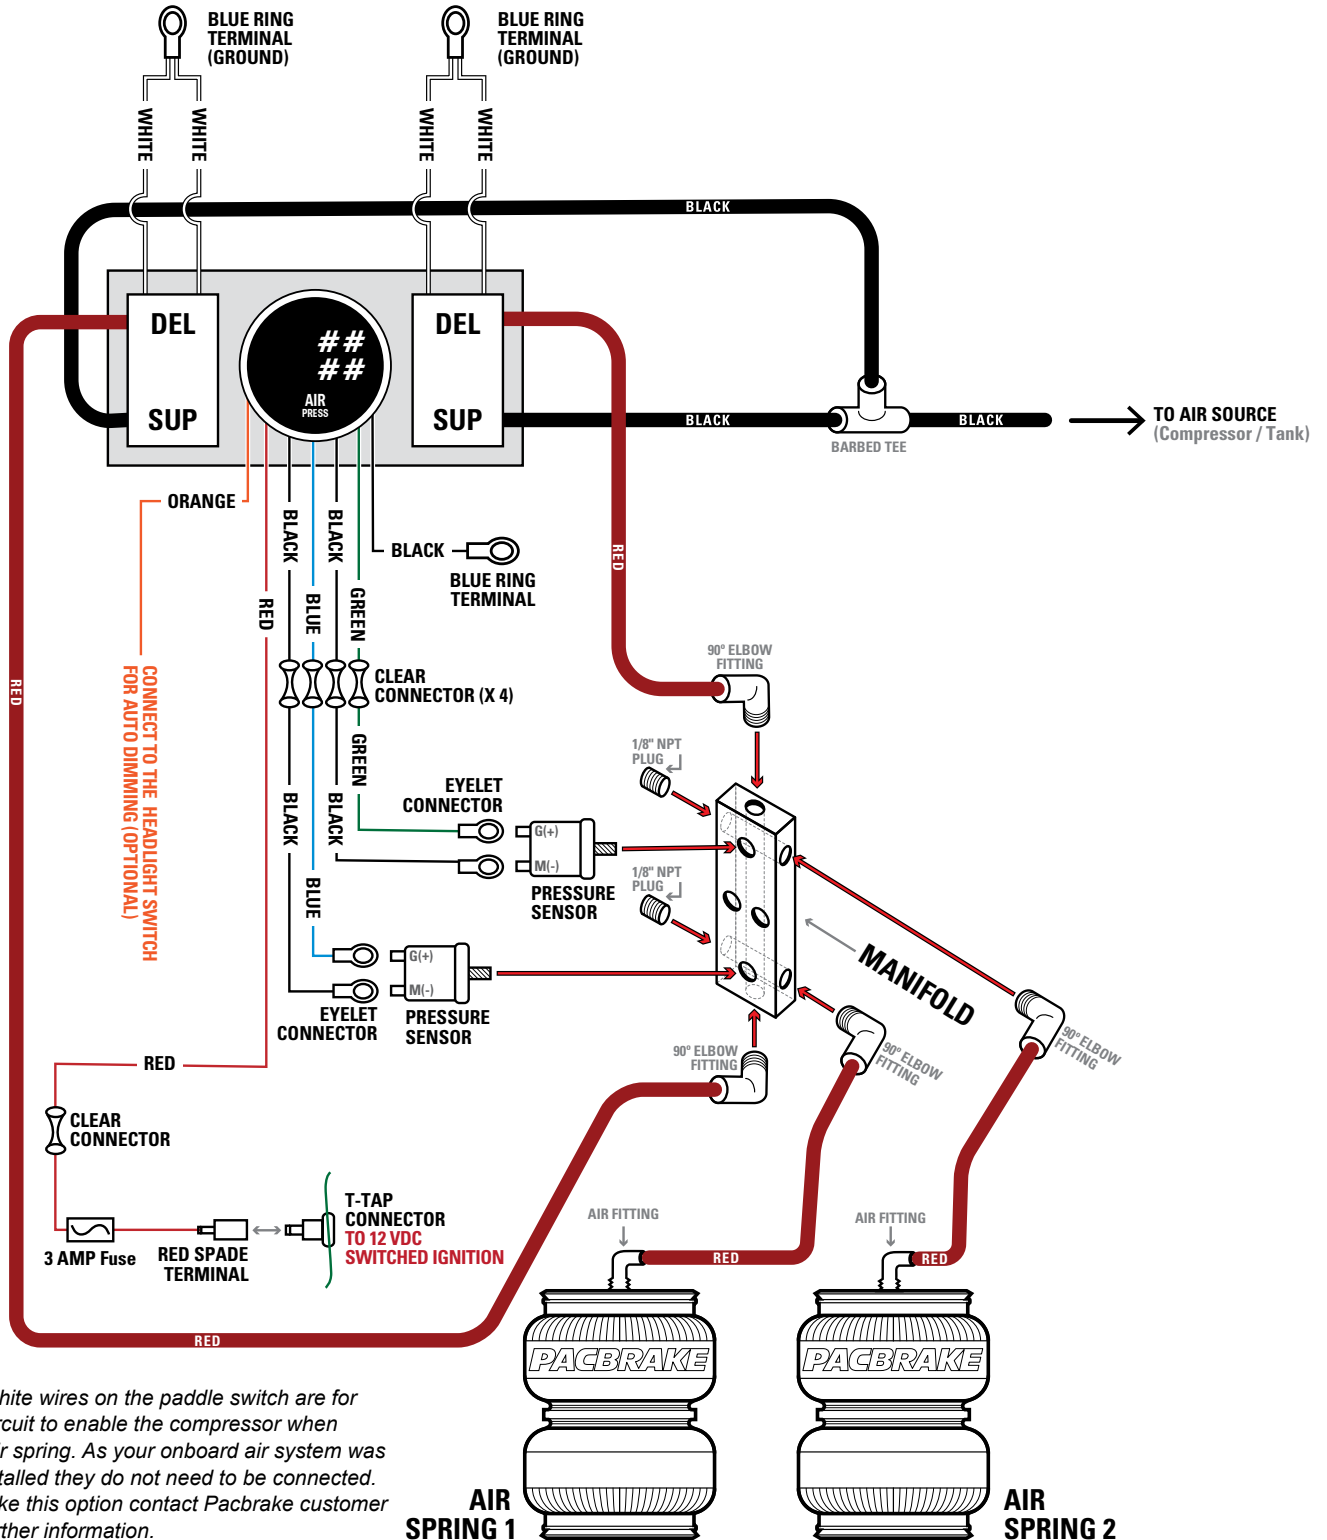 BLUE RING
TERMINAL
(GROUND)
BLUE RING
TERMINAL
(GROUND)
WHITE
WHITE
WHITE
WHITE
BLACK
DEL
SUP
##
##
AIR
PRESS
DEL
SUP
BLACK
BLACK
BARBED TEE
TO AIR SOURCE
(Compressor / Tank)
ORANGE
BLACK
BLACK
BLACK
BLUE RING
TERMINAL
RED
RED
BLUE
GREEN
RED
CONNECT TO THE HEADLIGHT SWITCH
FOR AUTO DIMMING (OPTIONAL)
CLEAR
CONNECTOR (X 4)
90º ELBOW
FITTING
1/8" NPT
PLUG
GREEN
BLACK
BLACK
EYELET
CONNECTOR
G(+)
M(-)
PRESSURE
SENSOR
1/8" NPT
PLUG
BLUE
G(+)
M(-)
EYELET
CONNECTOR
PRESSURE
SENSOR
MANIFOLD
90º ELBOW
FITTING
90º ELBOW
FITTING
90º ELBOW
FITTING
RED
CLEAR
CONNECTOR
3 AMP Fuse
RED SPADE
TERMINAL
T-TAP
CONNECTOR
TO 12 VDC
SWITCHED IGNITION
AIR FITTING
AIR FITTING
RED
RED
RED
PACBRAKE
PACBRAKE
hite wires on the paddle switch are for
rcuit to enable the compressor when
ir spring. As your onboard air system was
talled they do not need to be connected.
ke this option contact Pacbrake customer
rther information.
AIR
SPRING 1
AIR
SPRING 2